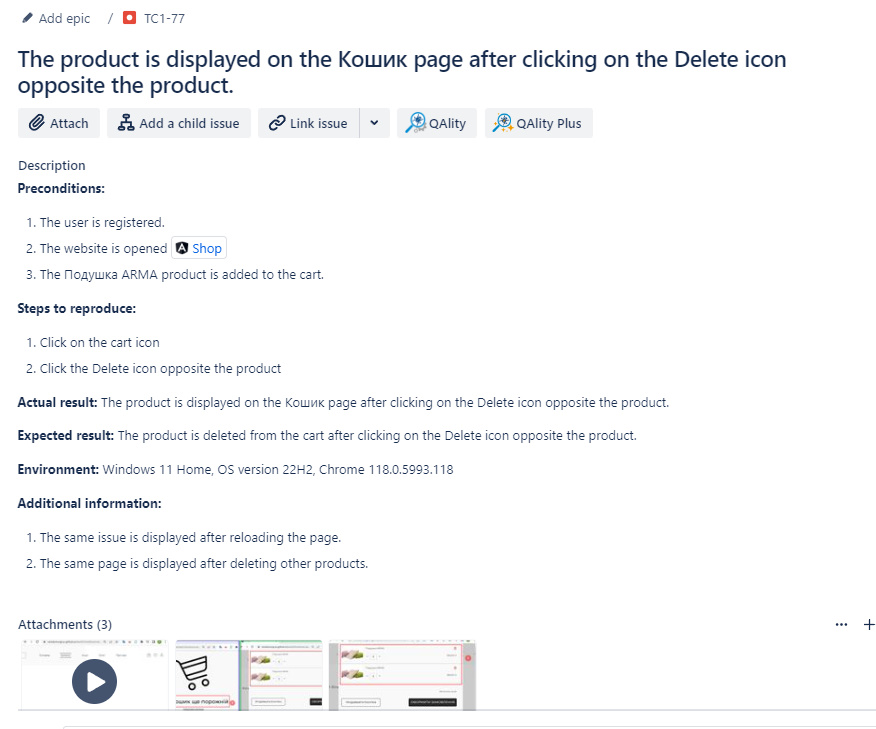 Add epic / TC1-77
The product is displayed on the Кошик page after clicking on the Delete icon
opposite the product.
Attach Add a child issue Link issue QAlity QAlity Plus
Description
Preconditions:
1. The user is registered.
2. The website is opened Shop
3. The Подушка ARMA product is added to the cart.
Steps to reproduce:
1. Click on the cart icon
2. Click the Delete icon opposite the product
Actual result: The product is displayed on the Кошик page after clicking on the Delete icon opposite the product.
Expected result: The product is deleted from the cart after clicking on the Delete icon opposite the product.
Environment: Windows 11 Home, OS version 22H2, Chrome 118.0.5993.118
Additional information:
1. The same issue is displayed after reloading the page.
2. The same page is displayed after deleting other products.
Attachments (3)
ще порожній